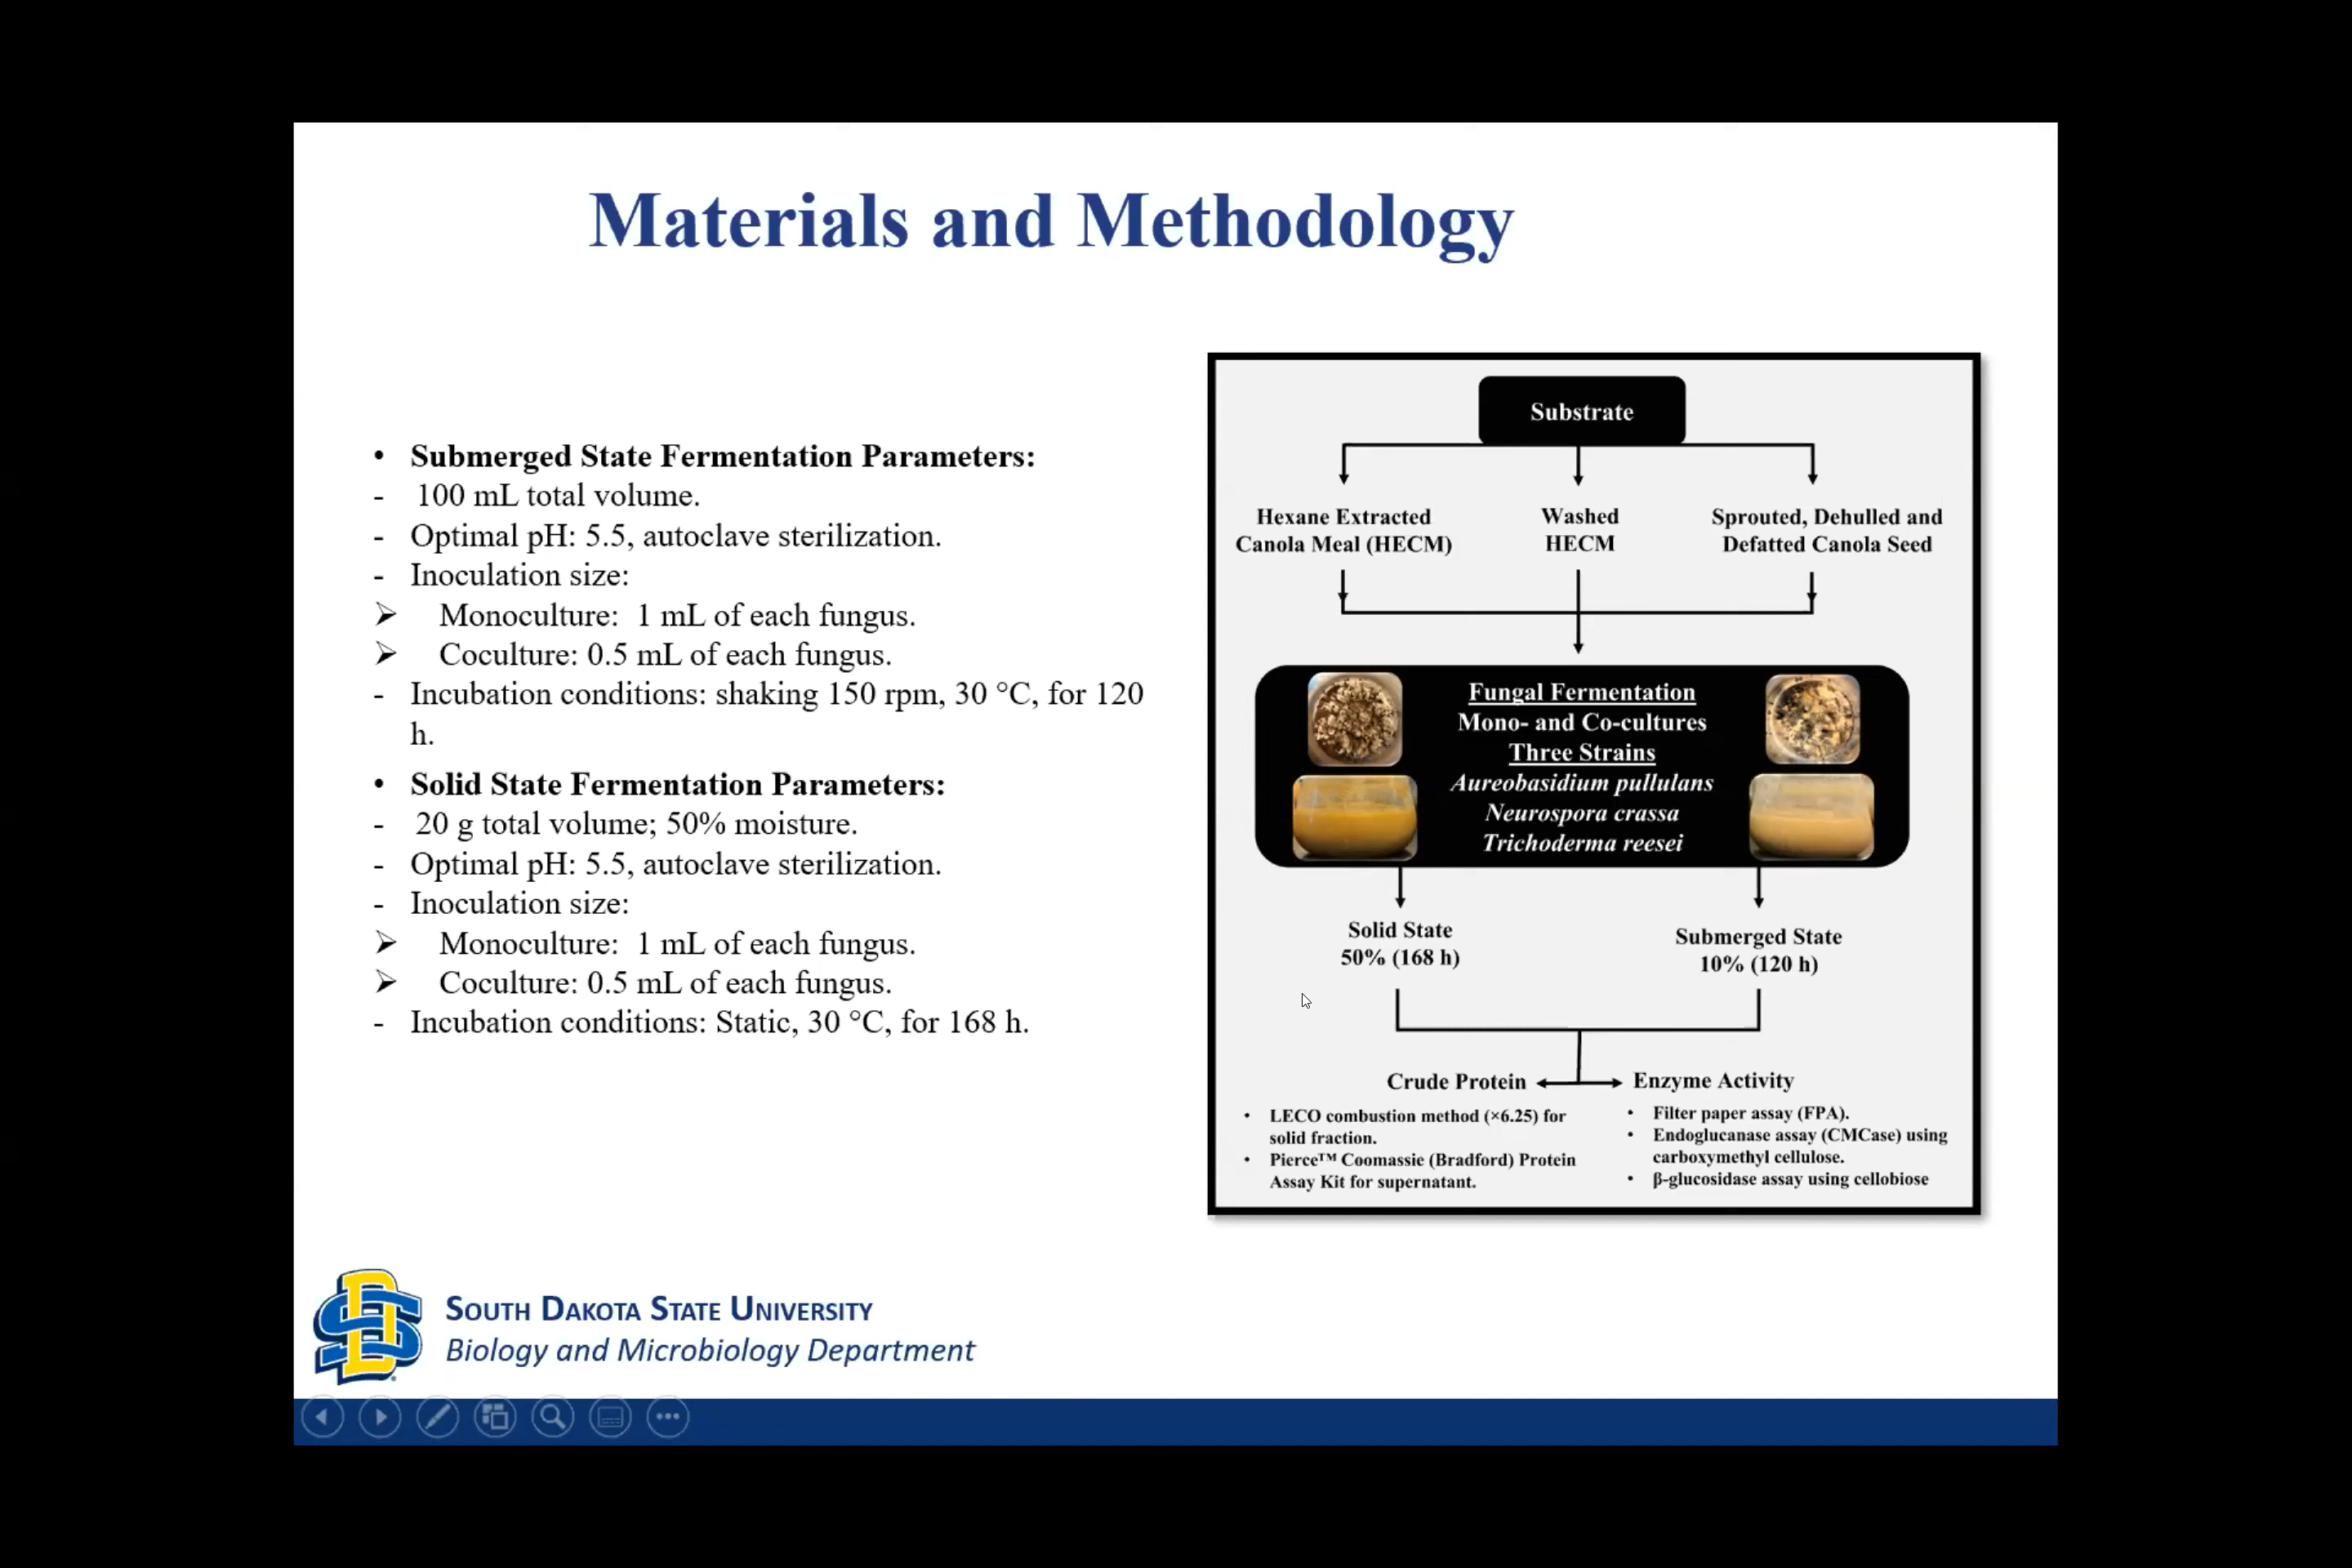 Materials and Methodology
• Submerged State Fermentation Parameters:
- 100 mL total volume.
- Optimal pH: 5.5, autoclave sterilization.
- Inoculation size:
➢ Monoculture: 1 mL of each fungus.
➢ Coculture: 0.5 mL of each fungus.
- Incubation conditions: shaking 150 rpm, 30 °C, for 120
h.
• Solid State Fermentation Parameters:
- 20 g total volume; 50% moisture.
- Optimal pH: 5.5, autoclave sterilization.
- Inoculation size:
➢ Monoculture: 1 mL of each fungus.
➢ Coculture: 0.5 mL of each fungus.
- Incubation conditions: Static, 30 °C, for 168 h.
Substrate
Hexane Extracted
Canola Meal (HECM)
Washed
HECM
Sprouted, Dehulled and
Defatted Canola Seed
Fungal Fermentation
Mono- and Co-cultures
Three Strains
Aureobasidium pullulans
Neurospora crassa
Trichoderma reesei
Solid State
50% (168 h)
Submerged State
10% (120 h)
Crude Protein
• LECO combustion method (×6.25) for
solid fraction.
• Pierce™ Coomassie (Bradford) Protein
Assay Kit for supernatant.
Enzyme Activity
• Filter paper assay (FPA).
• Endoglucanase assay (CMCase) using
carboxymethyl cellulose.
• β-glucosidase assay using cellobiose
SD
SOUTH DAKOTA STATE UNIVERSITY
Biology and Microbiology Department